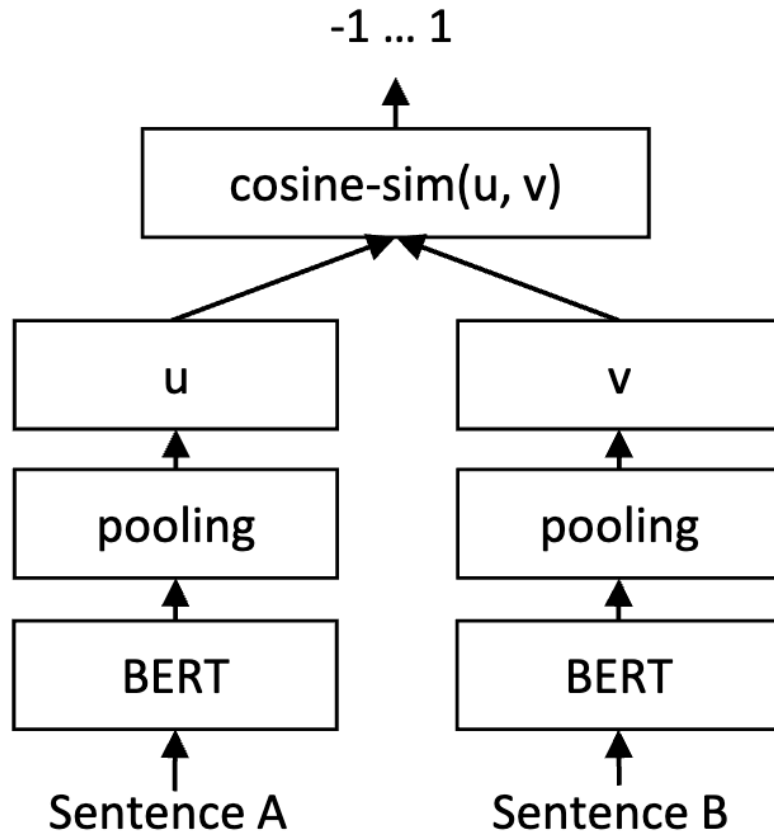 -1 ... 1
cosine-sim(u, v)
u v
pooling pooling
BERT BERT
Sentence A Sentence B